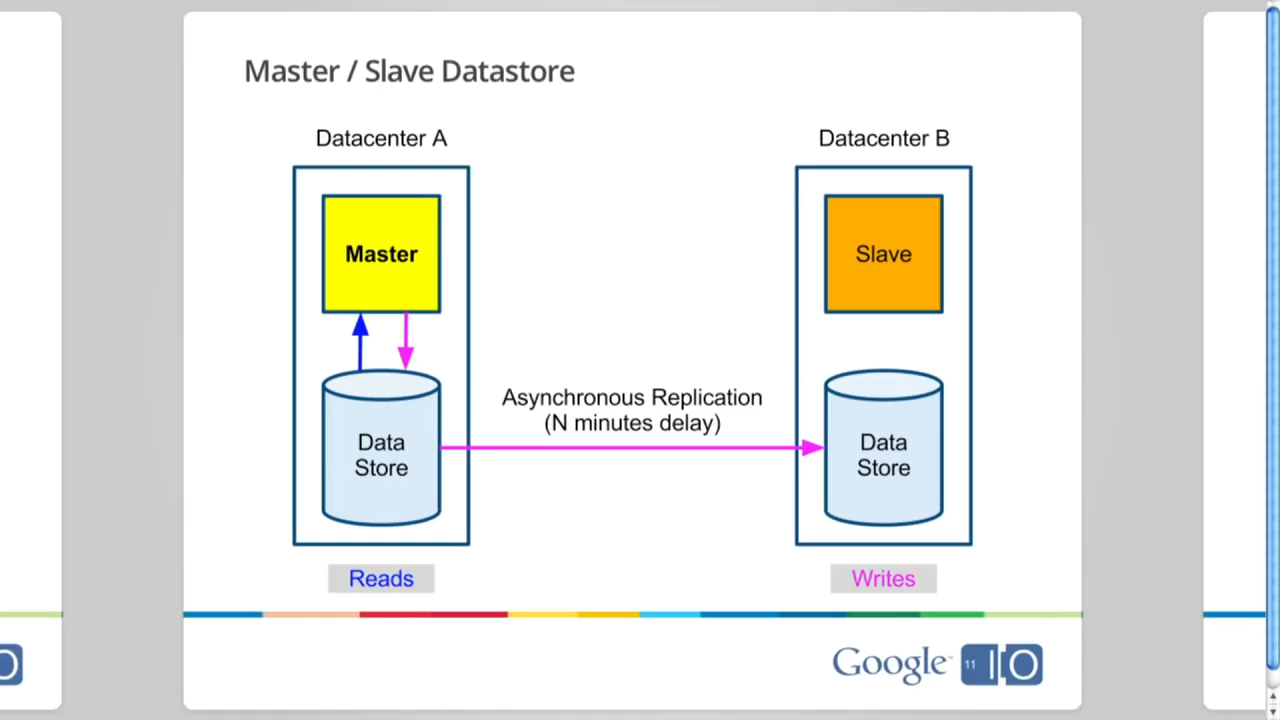 Master / Slave Datastore
Datacenter A
Datacenter B
Master
Slave
Asynchronous Replication
(N minutes delay)
Data
Store
Data
Store
Reads
Writes
Google™ 11 IO
O